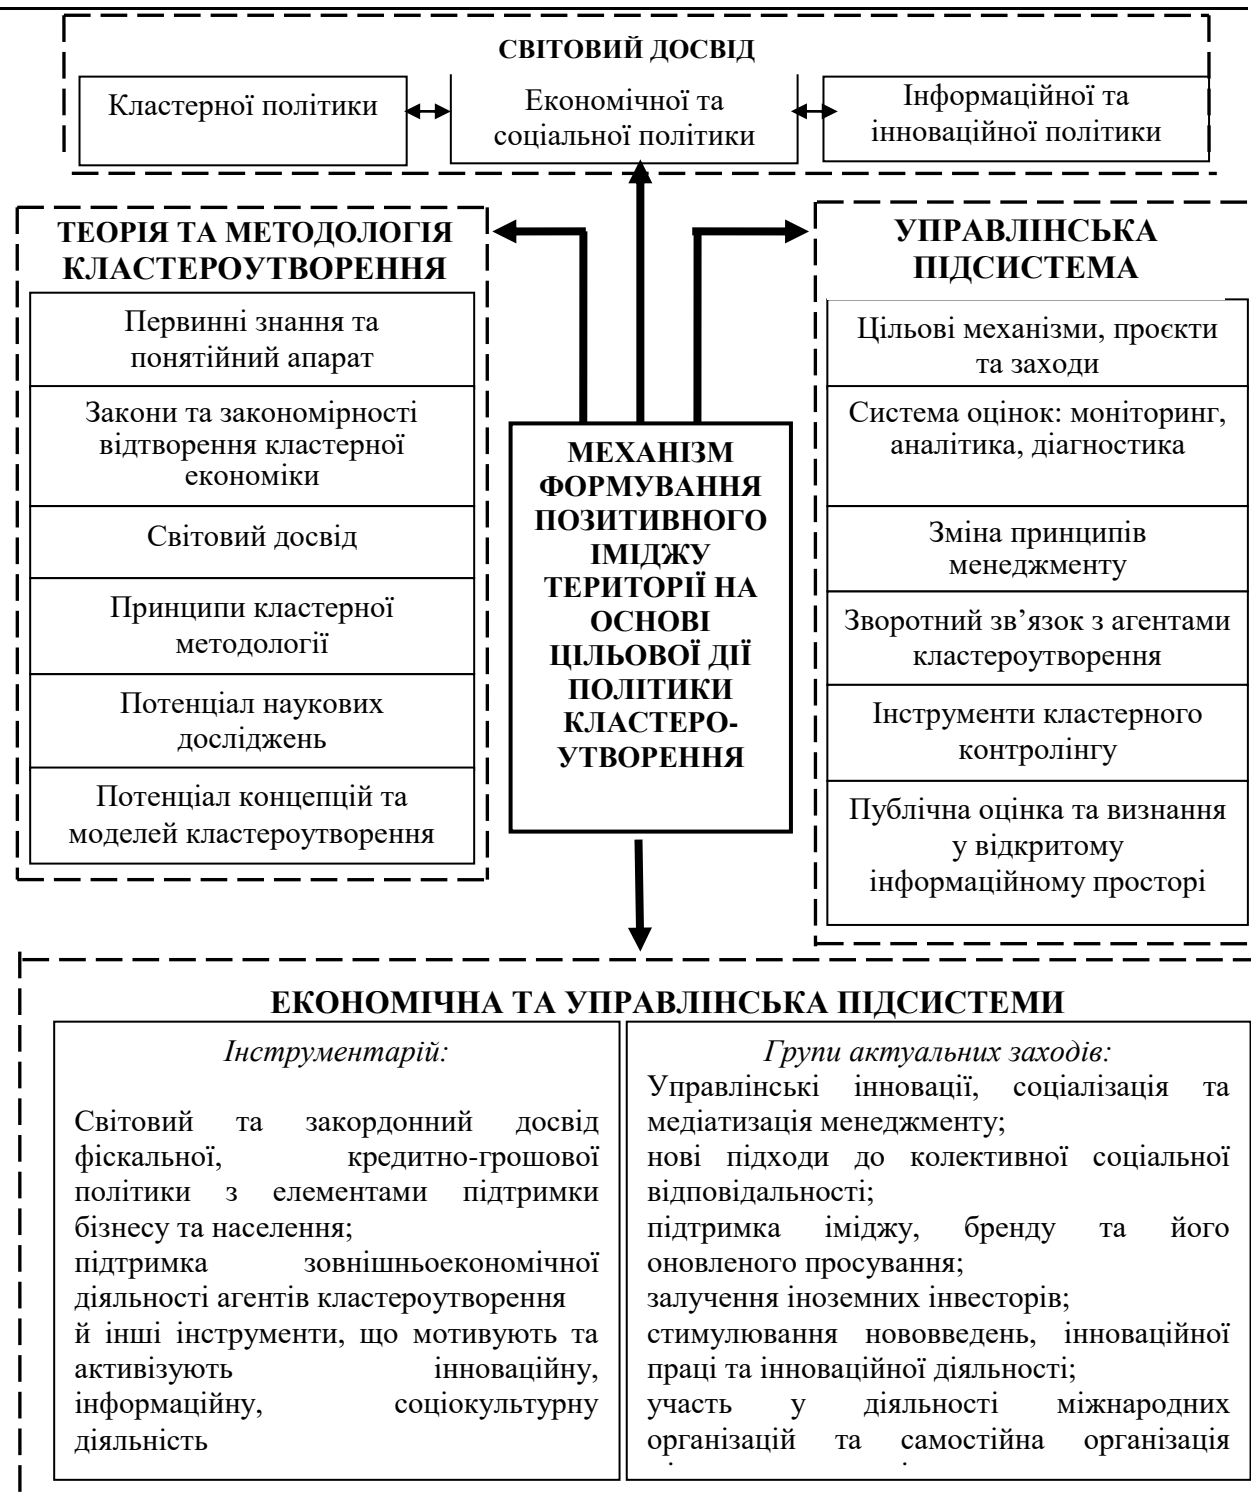 СВІТОВИЙ ДОСВІД
Кластерної політики
Економічної та
соціальної політики
Інформаційної та
інноваційної політики
ТЕОРІЯ ТА МЕТОДОЛОГІЯ
КЛАСТЕРОУТВОРЕННЯ
Первинні знання та
понятійний апарат
Закони та закономірності
відтворення кластерної
економіки
Світовий досвід
Принципи кластерної
методології
Потенціал наукових
досліджень
Потенціал концепцій та
моделей кластероутворення
МЕХАНІЗМ
ФОРМУВАННЯ
ПОЗИТИВНОГО
ІМІДЖУ
ТЕРИТОРІЇ НА
ОСНОВІ
ЦІЛЬОВОЇ ДІЇ
ПОЛІТИКИ
КЛАСТЕРО-
УТВОРЕННЯ
УПРАВЛІНСЬКА
ПІДСИСТЕМА
Цільові механізми, проєкти
та заходи
Система оцінок: моніторинг,
аналітика, діагностика
Зміна принципів
менеджменту
Зворотний зв’язок з агентами
кластероутворення
Інструменти кластерного
контролінгу
Публічна оцінка та визнання
у відкритому
інформаційному просторі
ЕКОНОМІЧНА ТА УПРАВЛІНСЬКА ПІДСИСТЕМИ
Інструментарій:
Світовий та закордонний досвід
фіскальної, кредитно-грошової
політики з елементами підтримки
бізнесу та населення;
підтримка зовнішньоекономічної
діяльності агентів кластероутворення
й інші інструменти, що мотивують та
активізують інноваційну,
інформаційну, соціокультурну
діяльність
Групи актуальних заходів:
Управлінські інновації, соціалізація та
медіатизація менеджменту;
нові підходи до колективної соціальної
відповідальності;
підтримка іміджу, бренду та його
оновленого просування;
залучення іноземних інвесторів;
стимулювання нововведень, інноваційної
праці та інноваційної діяльності;
участь у діяльності міжнародних
організацій та самостійна організація